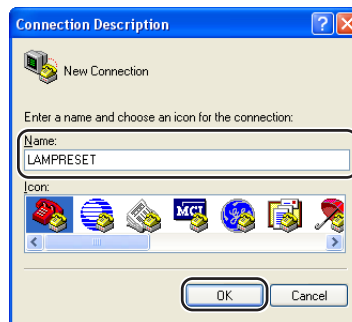 Connection Description
New Connection
Enter a name and choose an icon for the connection:
Name:
LAMPRESET
Icon:
MCI
OK
Cancel